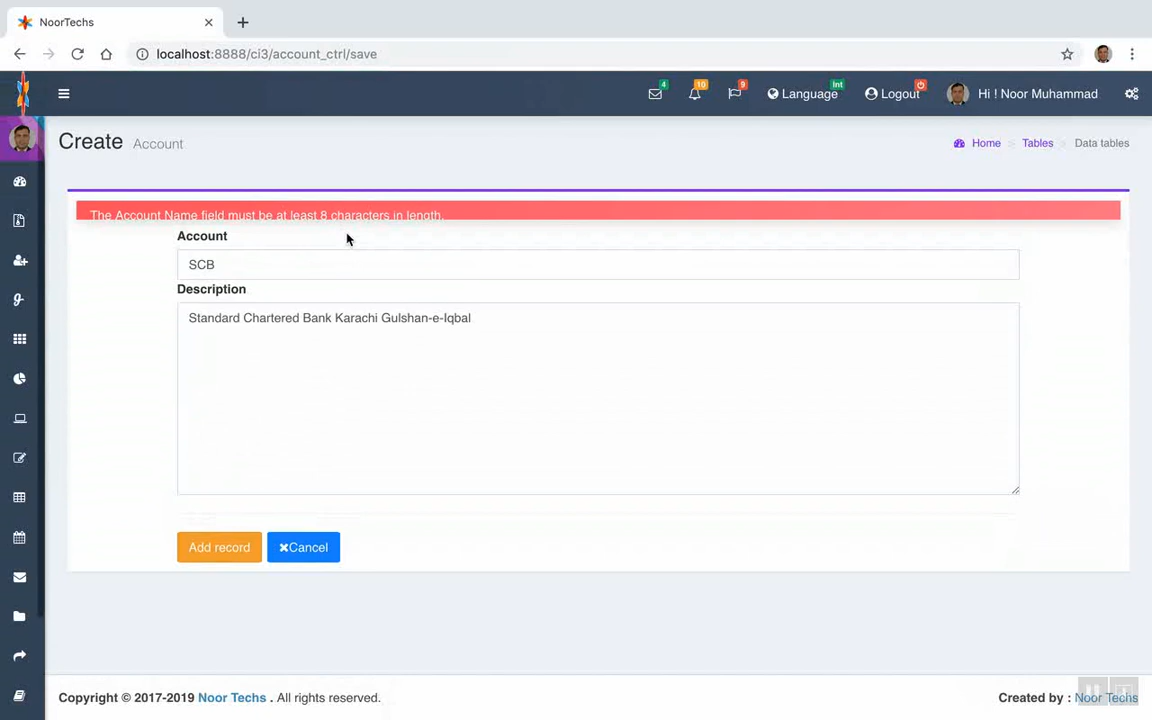 NoorTechs
localhost:8888/ci3/account_ctrl/save
4
10
9
Language
Int
Logout
Hi ! Noor Muhammad
Create Account
Home > Tables > Data tables
The Account Name field must be at least 8 characters in length.
Account
SCB
Description
Standard Chartered Bank Karachi Gulshan-e-Iqbal
Add record
Cancel
Copyright © 2017-2019 Noor Techs . All rights reserved.
Created by : Noor Techs